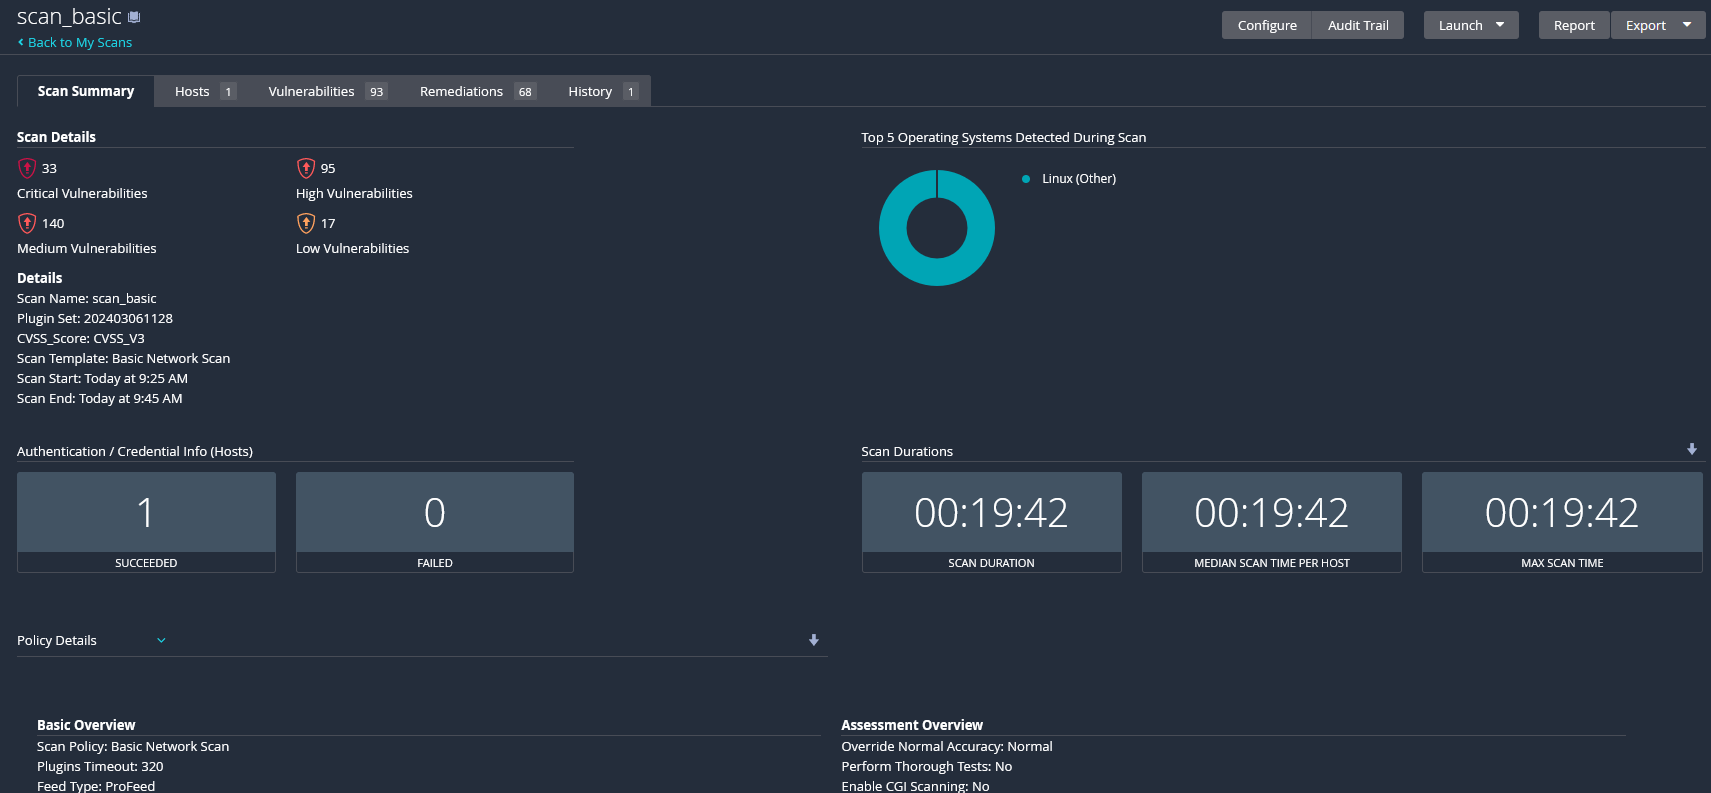 scan_basic
Back to My Scans
Configure Audit Trail Launch Report Export
Scan Summary Hosts 1 Vulnerabilities 93 Remediations 68 History 1
Scan Details
33
Critical Vulnerabilities
95
High Vulnerabilities
140
Medium Vulnerabilities
17
Low Vulnerabilities
Details
Scan Name: scan_basic
Plugin Set: 202403061128
CVSS_Score: CVSS_V3
Scan Template: Basic Network Scan
Scan Start: Today at 9:25 AM
Scan End: Today at 9:45 AM
Top 5 Operating Systems Detected During Scan
Linux (Other)
Authentication / Credential Info (Hosts)
1
SUCCEEDED
0
FAILED
Scan Durations
00:19:42
SCAN DURATION
00:19:42
MEDIAN SCAN TIME PER HOST
00:19:42
MAX SCAN TIME
Policy Details
Basic Overview
Scan Policy: Basic Network Scan
Plugins Timeout: 320
Feed Type: ProFeed
Assessment Overview
Override Normal Accuracy: Normal
Perform Thorough Tests: No
Enable CGI Scanning: No